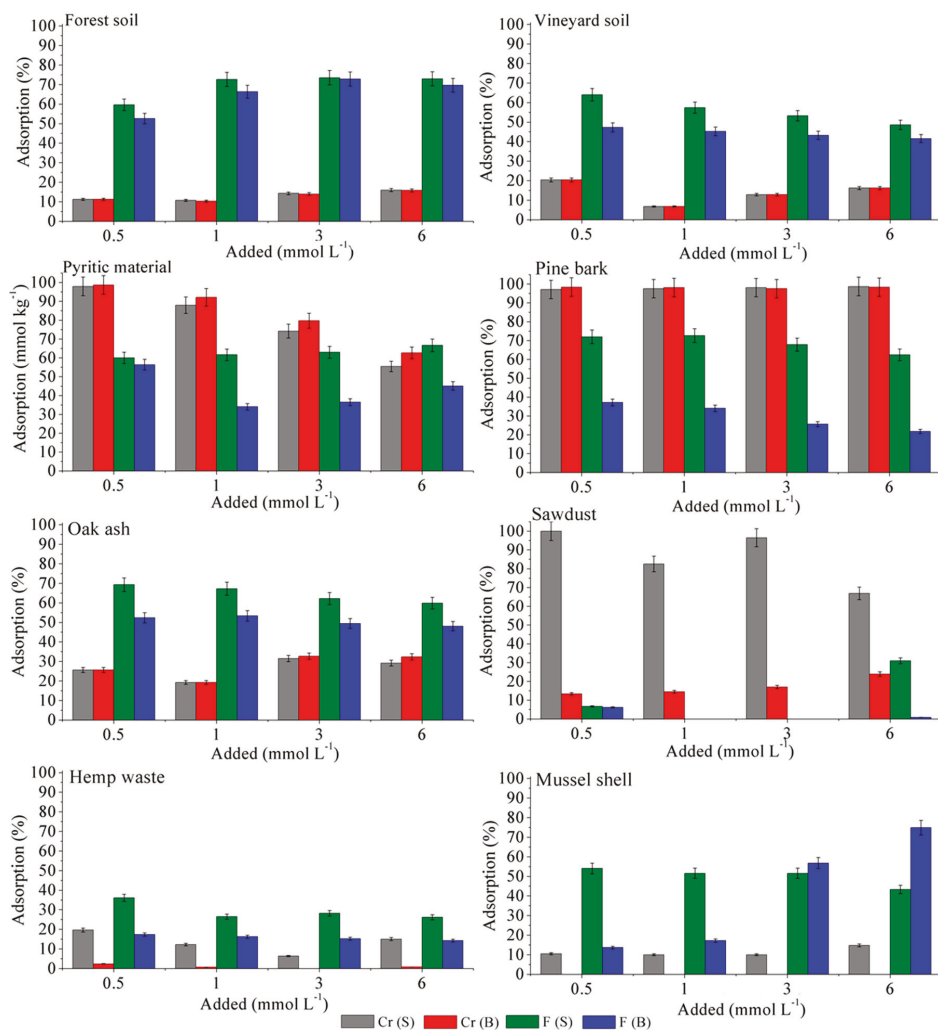 Forest soil
Adsorption (%)
100
90
80
70
60
50
40
30
20
10
0
0.5 1 3 6
Added (mmol L⁻¹)
Vineyard soil
Adsorption (%)
100
90
80
70
60
50
40
30
20
10
0
0.5 1 3 6
Added (mmol L⁻¹)
Pyritic material
Adsorption (mmol kg⁻¹)
100
90
80
70
60
50
40
30
20
10
0
0.5 1 3 6
Added (mmol L⁻¹)
Pine bark
Adsorption (%)
100
90
80
70
60
50
40
30
20
10
0
0.5 1 3 6
Added (mmol L⁻¹)
Oak ash
Adsorption (%)
100
90
80
70
60
50
40
30
20
10
0
0.5 1 3 6
Added (mmol L⁻¹)
Sawdust
Adsorption (%)
100
90
80
70
60
50
40
30
20
10
0
0.5 1 3 6
Added (mmol L⁻¹)
Hemp waste
Adsorption (%)
100
90
80
70
60
50
40
30
20
10
0
0.5 1 3 6
Added (mmol L⁻¹)
Mussel shell
Adsorption (%)
100
90
80
70
60
50
40
30
20
10
0
0.5 1 3 6
Added (mmol L⁻¹)
Cr (S) Cr (B) F (S) F (B)